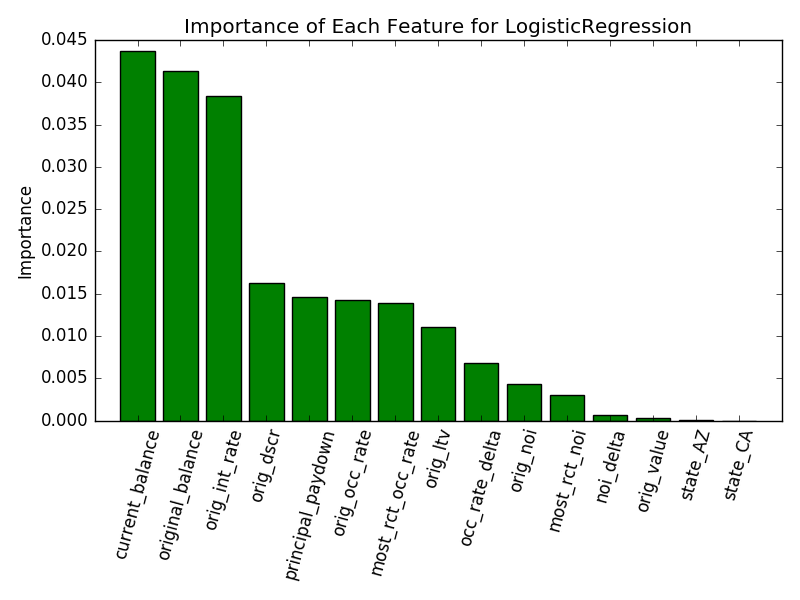 Importance of Each Feature for LogisticRegression
0.045
0.040
0.035
0.030
0.025
0.020
0.015
0.010
0.005
0.000
Importance
current_balance
original_balance
orig_int_rate
orig_dscr
principal_paydown
orig_occ_rate
most_rct_occ_rate
orig_ltv
occ_rate_delta
orig_noi
most_rct_noi
noi_delta
orig_value
state_AZ
state_CA